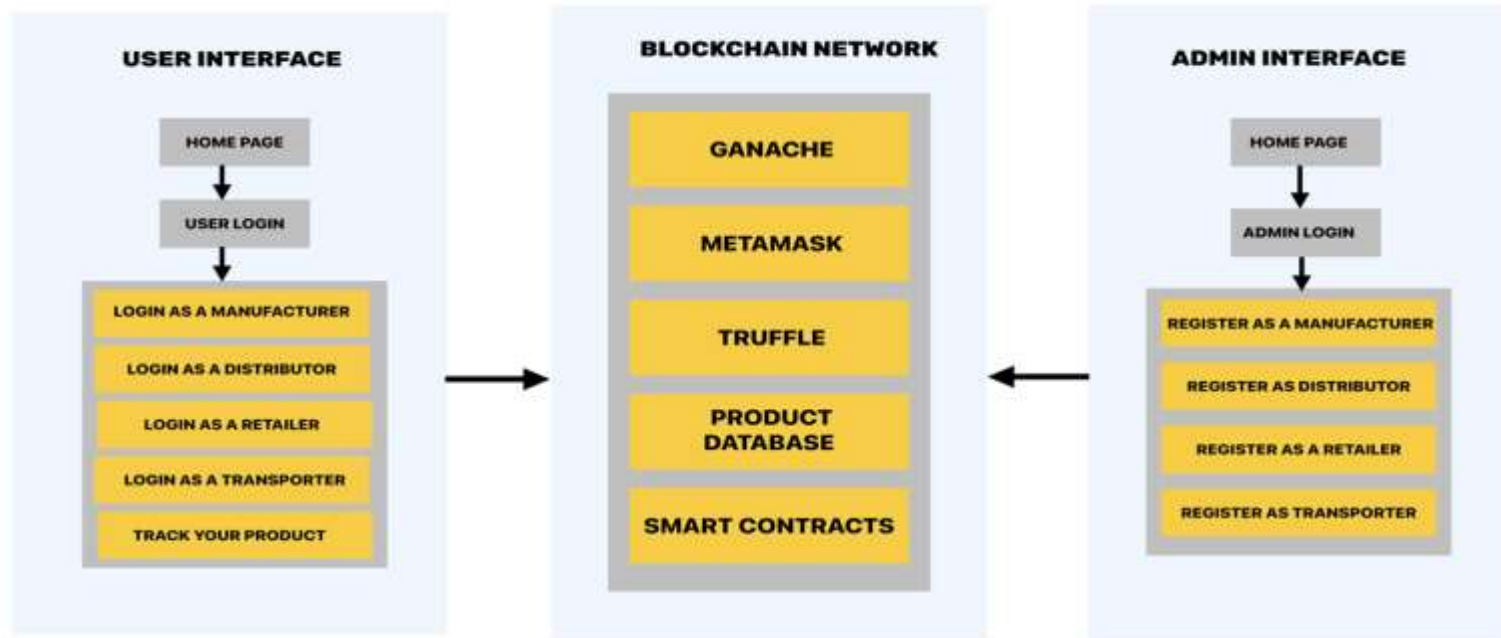 USER INTERFACE
HOME PAGE
USER LOGIN
LOGIN AS A MANUFACTURER
LOGIN AS A DISTRIBUTOR
LOGIN AS A RETAILER
LOGIN AS A TRANSPORTER
TRACK YOUR PRODUCT
BLOCKCHAIN NETWORK
GANACHE
METAMASK
TRUFFLE
PRODUCT
DATABASE
SMART CONTRACTS
ADMIN INTERFACE
HOME PAGE
ADMIN LOGIN
REGISTER AS A MANUFACTURER
REGISTER AS DISTRIBUTOR
REGISTER AS A RETAILER
REGISTER AS TRANSPORTER